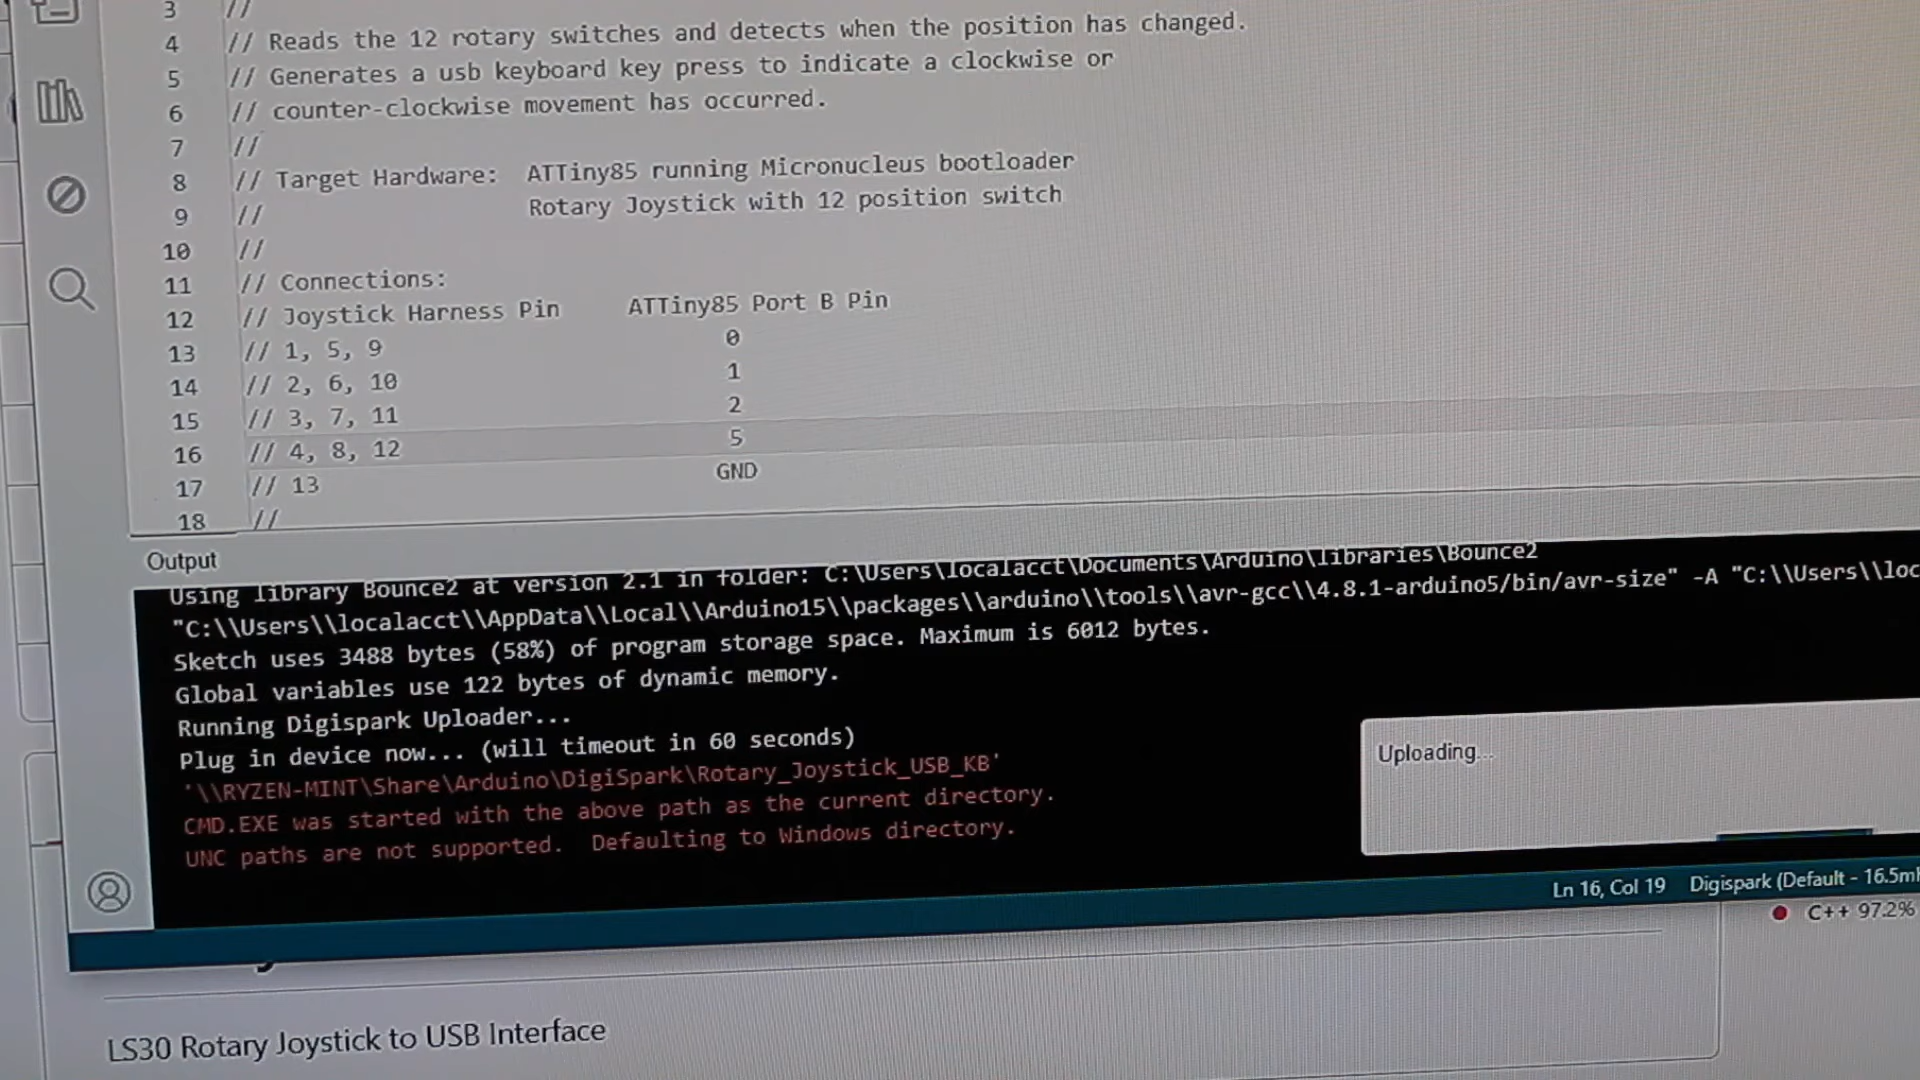 3 //
4 // Reads the 12 rotary switches and detects when the position has changed.
5 // Generates a usb keyboard key press to indicate a clockwise or
6 // counter-clockwise movement has occurred.
7 //
8 // Target Hardware: ATTiny85 running Micronucleus bootloader
9 // Rotary Joystick with 12 position switch
10 //
11 // Connections:
12 // Joystick Harness Pin ATTiny85 Port B Pin
13 // 1, 5, 9 0
14 // 2, 6, 10 1
15 // 3, 7, 11 2
16 // 4, 8, 12 5
17 // 13 GND
18 //
Output
Using library Bounce2 at version 2.1 in folder: C:\Users\localacct\Documents\Arduino\libraries\Bounce2
"C:\\Users\\localacct\\AppData\\Local\\Arduino15\\packages\\arduino\\tools\\avr-gcc\\4.8.1-arduino5/bin/avr-size" -A "C:\\Users\\loc
Sketch uses 3488 bytes (58%) of program storage space. Maximum is 6012 bytes.
Global variables use 122 bytes of dynamic memory.
Running Digispark Uploader...
Plug in device now... (will timeout in 60 seconds)
'\\RYZEN-MINT\Share\Arduino\DigiSpark\Rotary_Joystick_USB_KB'
CMD.EXE was started with the above path as the current directory.
UNC paths are not supported. Defaulting to Windows directory.
Uploading...
Ln 16, Col 19 Digispark (Default - 16.5mh
C++ 97.2%
LS30 Rotary Joystick to USB Interface